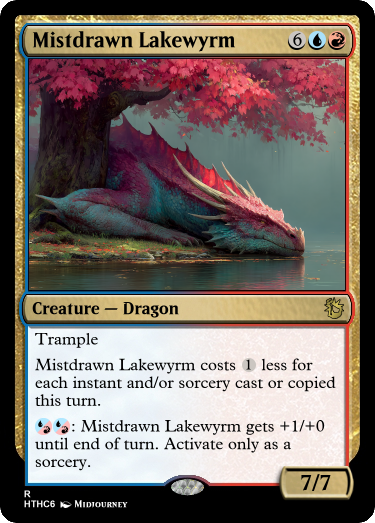 Mistdrawn Lakewyrm 6
Creature — Dragon
Trample
Mistdrawn Lakewyrm costs 1 less for
each instant and/or sorcery cast or copied
this turn.
: Mistdrawn Lakewyrm gets +1/+0
until end of turn. Activate only as a
sorcery.
7/7
R
HTHC6 Midjourney